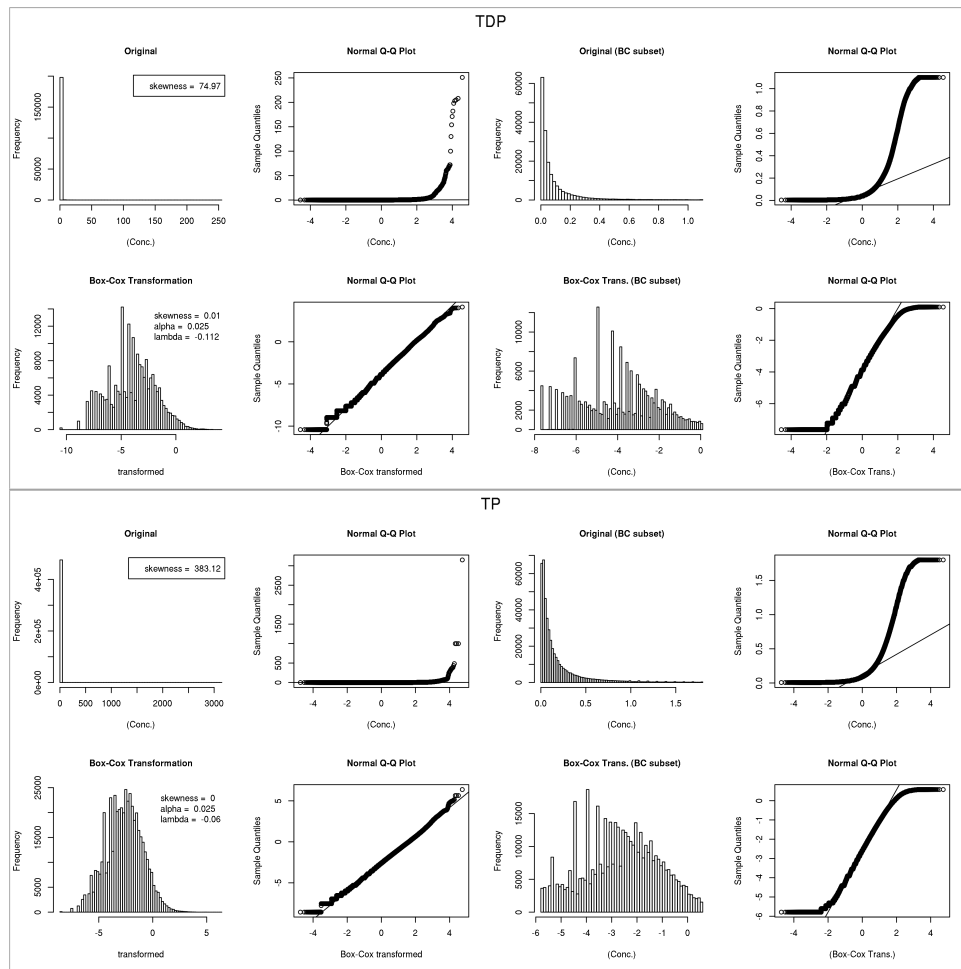 TDP
Original
skewness = 74.97
Frequency
0 50000 150000
0 50 100 150 200 250
(Conc.)
Normal Q-Q Plot
Sample Quantiles
0 50 100 150 200 250
-4 -2 0 2 4
(Conc.)
Original (BC subset)
Frequency
0 20000 40000 60000
0.0 0.2 0.4 0.6 0.8 1.0
(Conc.)
Normal Q-Q Plot
Sample Quantiles
0.0 0.2 0.4 0.6 0.8 1.0
-4 -2 0 2 4
(Conc.)
Box-Cox Transformation
skewness = 0.01
alpha = 0.025
lambda = -0.112
Frequency
0 4000 8000 12000
-10 -5 0
transformed
Normal Q-Q Plot
Sample Quantiles
-10 -5 0
-4 -2 0 2 4
Box-Cox transformed
Box-Cox Trans. (BC subset)
Frequency
0 2000 4000 6000 10000
-8 -6 -4 -2 0
(Conc.)
Normal Q-Q Plot
Sample Quantiles
-6 -4 -2 0
-4 -2 0 2 4
(Box-Cox Trans.)
TP
Original
skewness = 383.12
Frequency
0e+00 2e+05 4e+05
0 500 1000 1500 2000 2500 3000
(Conc.)
Normal Q-Q Plot
Sample Quantiles
0 500 1500 2500
-4 -2 0 2 4
(Conc.)
Original (BC subset)
Frequency
0 20000 40000 60000
0.0 0.5 1.0 1.5
(Conc.)
Normal Q-Q Plot
Sample Quantiles
0.0 0.5 1.0 1.5
-4 -2 0 2 4
(Conc.)
Box-Cox Transformation
skewness = 0
alpha = 0.025
lambda = -0.06
Frequency
0 5000 15000 25000
-5 0 5
transformed
Normal Q-Q Plot
Sample Quantiles
-5 0 5
-4 -2 0 2 4
Box-Cox transformed
Box-Cox Trans. (BC subset)
Frequency
0 5000 10000 15000
-6 -5 -4 -3 -2 -1 0
(Conc.)
Normal Q-Q Plot
Sample Quantiles
-6 -5 -4 -3 -2 -1 0
-4 -2 0 2 4
(Box-Cox Trans.)